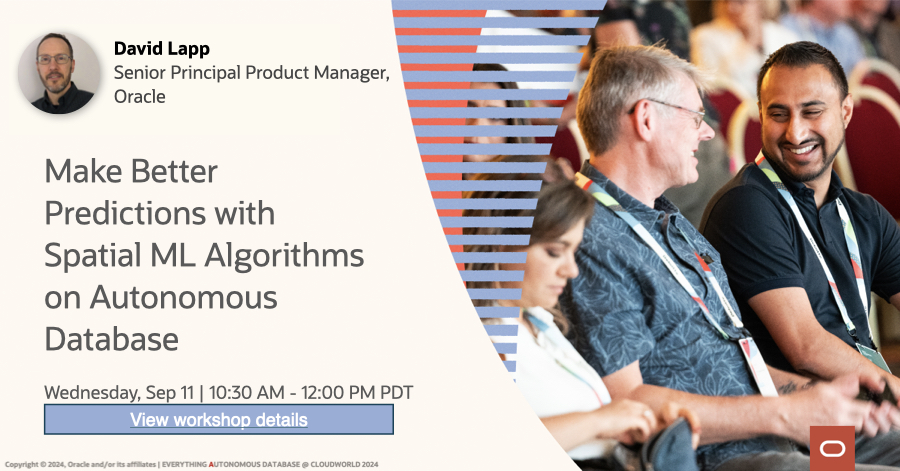 David Lapp
Senior Principal Product Manager,
Oracle
Make Better
Predictions with
Spatial ML Algorithms
on Autonomous
Database
Wednesday, Sep 11 | 10:30 AM - 12:00 PM PDT
View workshop details
Copyright © 2024, Oracle and/or its affiliates | EVERYTHING AUTONOMOUS DATABASE @ CLOUDWORLD 2024